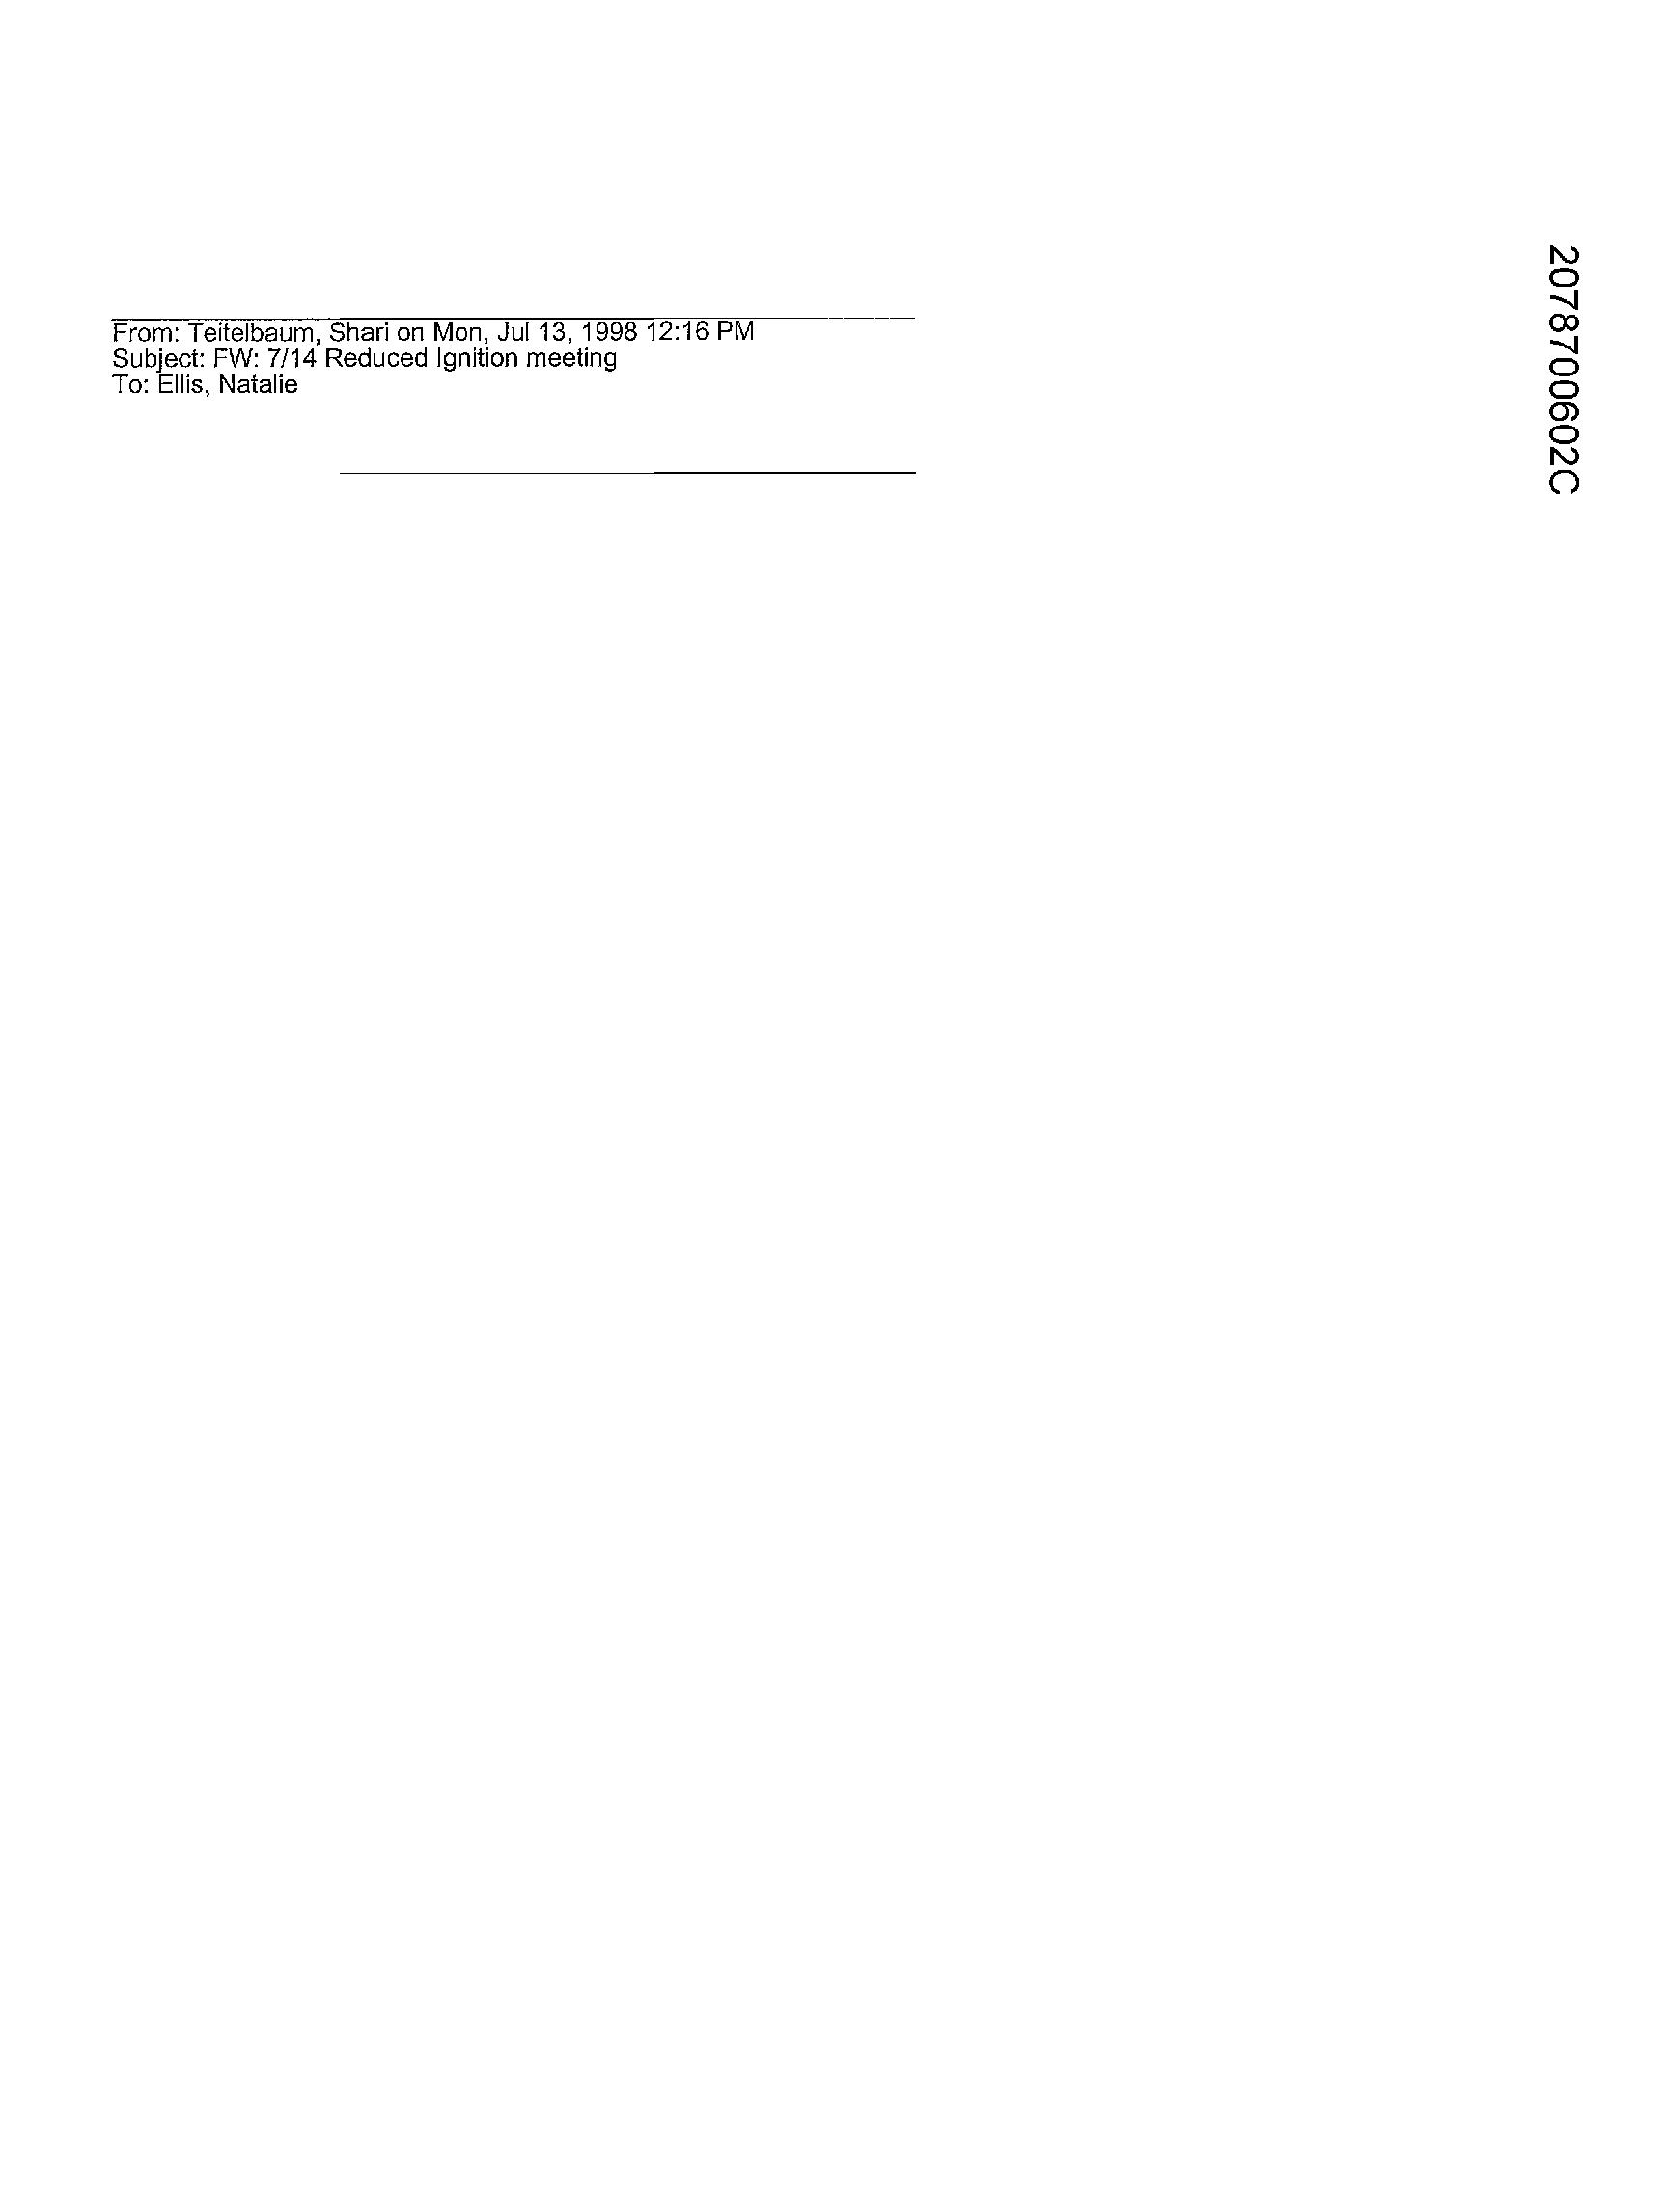 From: Teitelbaum, Shari on Mon, Jul 13, 1998 12:16 PM
Subject: FW: 7/14 Reduced Ignition meeting
To: Ellis, Natalie
2078700602C